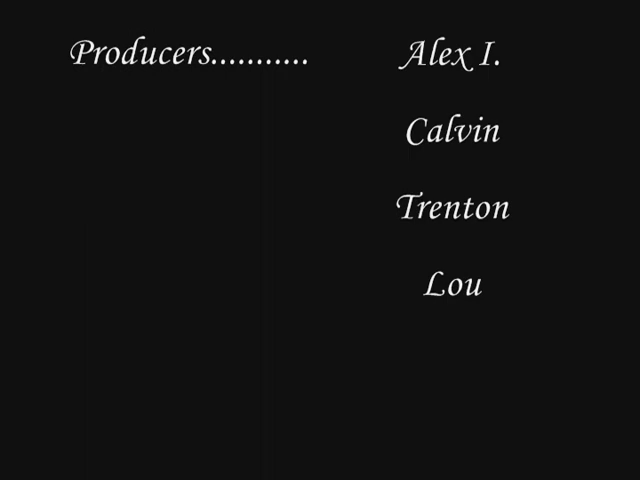 Producers........... Alex I.
Calvin
Trenton
Lou